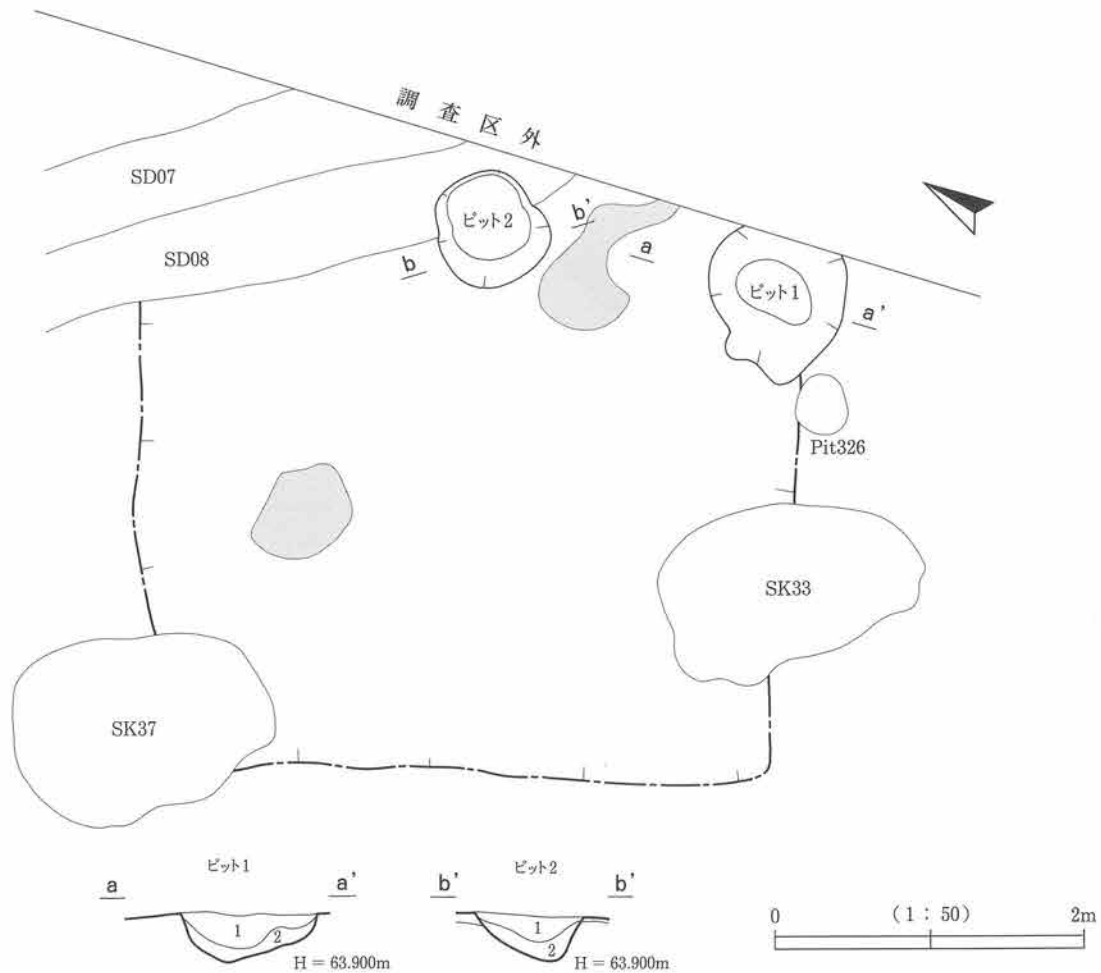 調査区外
SD07
ピット2
b'
a
SD08
b
ピット1
a'
Pit326
SK33
SK37
ピット1
ピット2
a
a'
b'
b'
0
(1:50)
2m
1
2
1
2
H = 63.900m
H = 63.900m